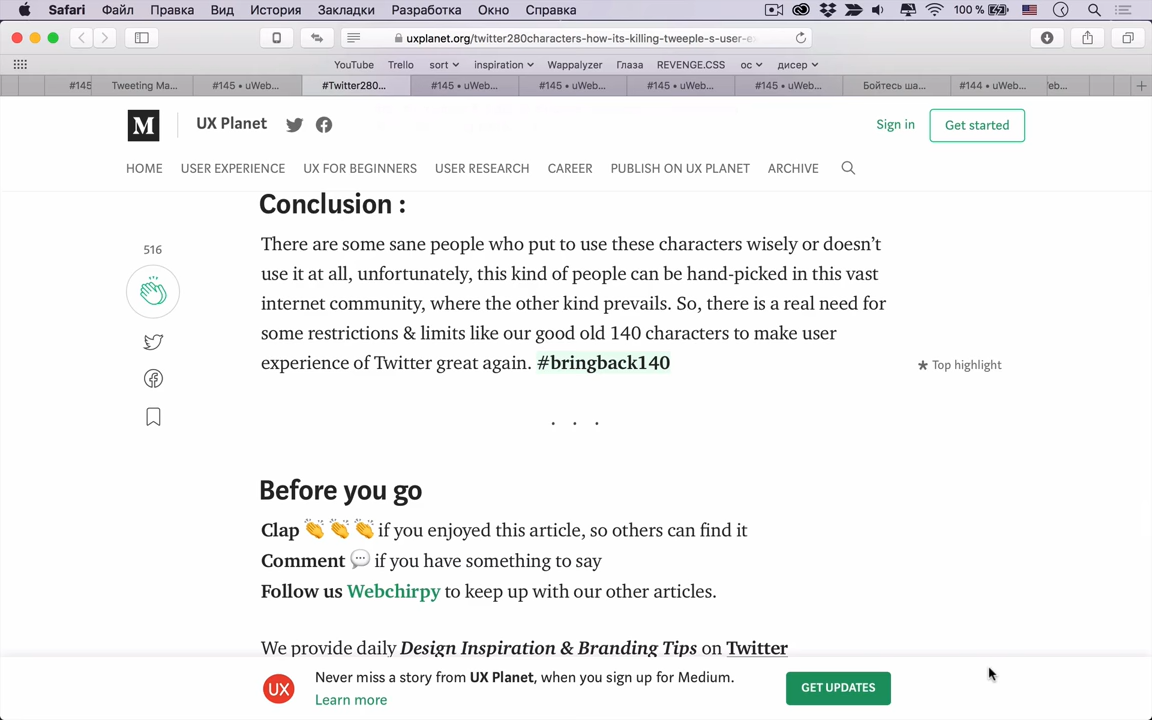 Safari Файл Правка Вид История Закладки Разработка Окно Справка 100 %
uxplanet.org/twitter280characters-how-its-killing-tweeple-s-user-e
YouTube Trello sort inspiration Wappalyzer Глаза REVENGE.CSS ос дисер
#145 Tweeting Ma... #145 • uWeb... #Twitter280... #145 • uWeb... #145 • uWeb... #145 • uWeb... #145 • uWeb... Бойтесь ша... #144 • uWeb... eb...
M UX Planet Sign in Get started
HOME USER EXPERIENCE UX FOR BEGINNERS USER RESEARCH CAREER PUBLISH ON UX PLANET ARCHIVE
Conclusion :
516
There are some sane people who put to use these characters wisely or doesn't
use it at all, unfortunately, this kind of people can be hand-picked in this vast
internet community, where the other kind prevails. So, there is a real need for
some restrictions & limits like our good old 140 characters to make user
experience of Twitter great again. #bringback140
Top highlight
. . .
Before you go
Clap 👏 👏 👏 if you enjoyed this article, so others can find it
Comment 💬 if you have something to say
Follow us Webchirpy to keep up with our other articles.
We provide daily Design Inspiration & Branding Tips on Twitter
UX
Never miss a story from UX Planet, when you sign up for Medium.
Learn more
GET UPDATES